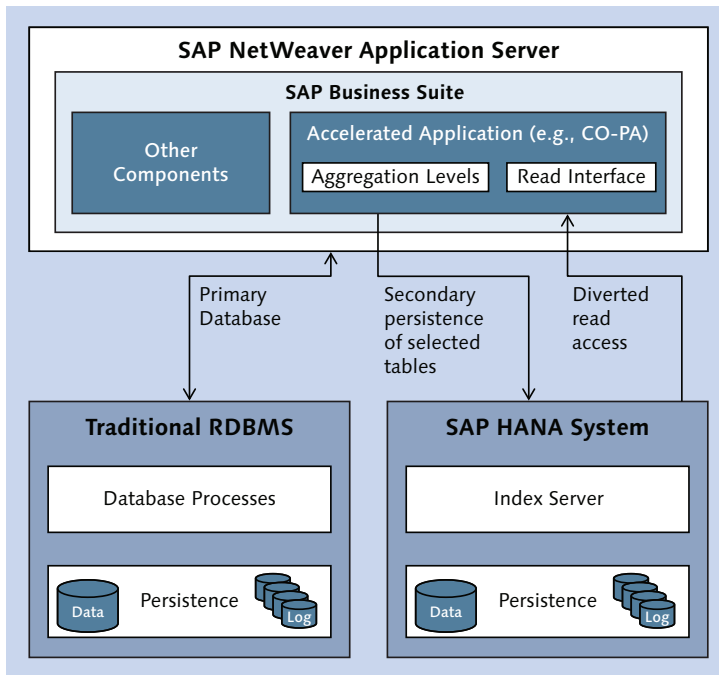 SAP NetWeaver Application Server
SAP Business Suite
Other
Components
Accelerated Application (e.g., CO-PA)
Aggregation Levels
Read Interface
Primary
Database
Secondary
persistence
of selected
tables
Diverted
read
access
Traditional RDBMS
Database Processes
Data
Persistence
Log
SAP HANA System
Index Server
Data
Persistence
Log